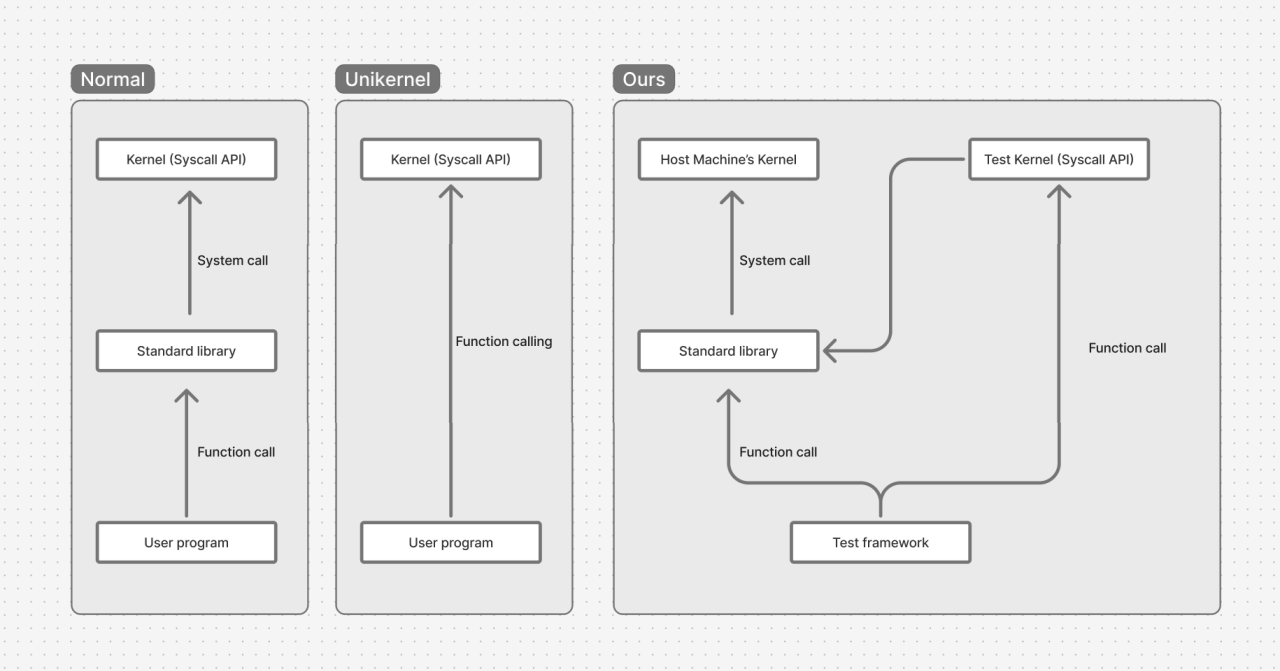 Normal
Kernel (Syscall API)
System call
Standard library
Function call
User program
Unikernel
Kernel (Syscall API)
Function calling
User program
Ours
Host Machine's Kernel
Test Kernel (Syscall API)
System call
Standard library
Function call
Function call
Test framework